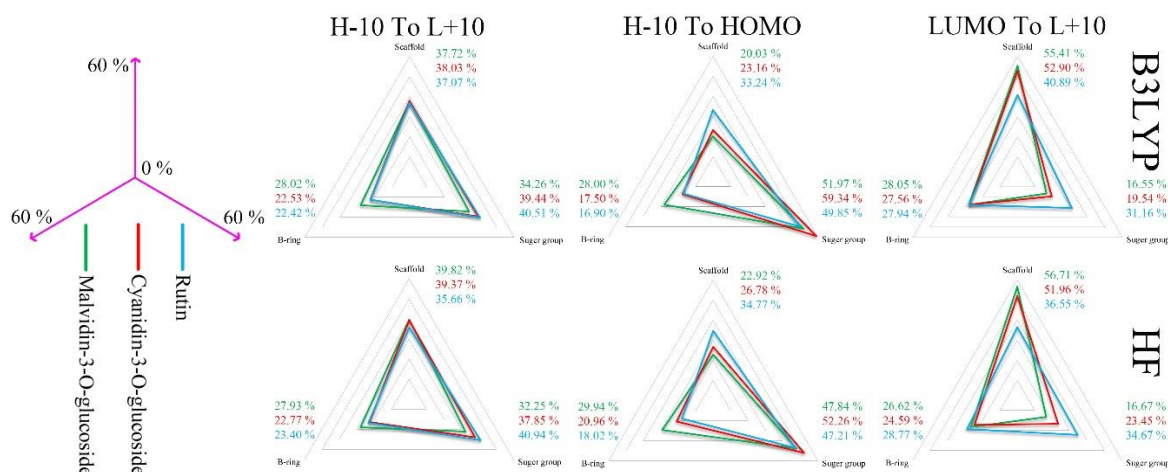 H-10 To L+10
H-10 To HOMO
LUMO To L+10
B3LYP
HF
60 %
0 %
60 %
60 %
Malvidin-3-O-glucoside
Cyanidin-3-O-glucoside
Rutin
Scaffold
37.72 %
38.03 %
37.07 %
28.02 %
22.53 %
22.42 %
B-ring
34.26 %
39.44 %
40.51 %
Suger group
Scaffold
20.03 %
23.16 %
33.24 %
28.00 %
17.50 %
16.90 %
B-ring
51.97 %
59.34 %
49.85 %
Suger group
Scaffold
55.41 %
52.90 %
40.89 %
28.05 %
27.56 %
27.94 %
B-ring
16.55 %
19.54 %
31.16 %
Suger group
Scaffold
39.82 %
39.37 %
35.66 %
27.93 %
22.77 %
23.40 %
B-ring
32.25 %
37.85 %
40.94 %
Suger group
Scaffold
22.92 %
26.78 %
34.77 %
29.94 %
20.96 %
18.02 %
B-ring
47.84 %
52.26 %
47.21 %
Suger group
Scaffold
56.71 %
51.96 %
36.55 %
26.62 %
24.59 %
28.77 %
B-ring
16.67 %
23.45 %
34.67 %
Suger group